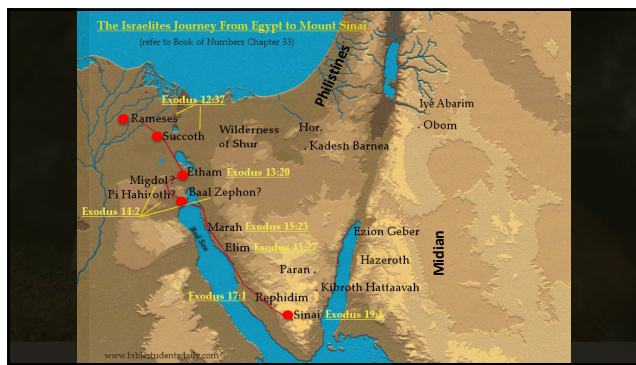 The Israelites Journey From Egypt to Mount Sinai
(refer to Book of Numbers Chapter 33)
Philistines
Exodus 12:37
Iye Abarim
Rameses
. Obom
Succoth
Wilderness
of Shur
Hor.
. Kadesh Barnea
Etham Exodus 13:20
Migdol ?
Pi Hahiroth? Baal Zephon?
Exodus 14:2
Marah Exodus 15:23
Red Sea
Ezion Geber
Elim Exodus 15:27
Midian
Hazeroth
Paran .
. Kibroth Hattaavah
Exodus 17:1 Rephidim
Sinai Exodus 19:1
www.biblestudentsdaily.com